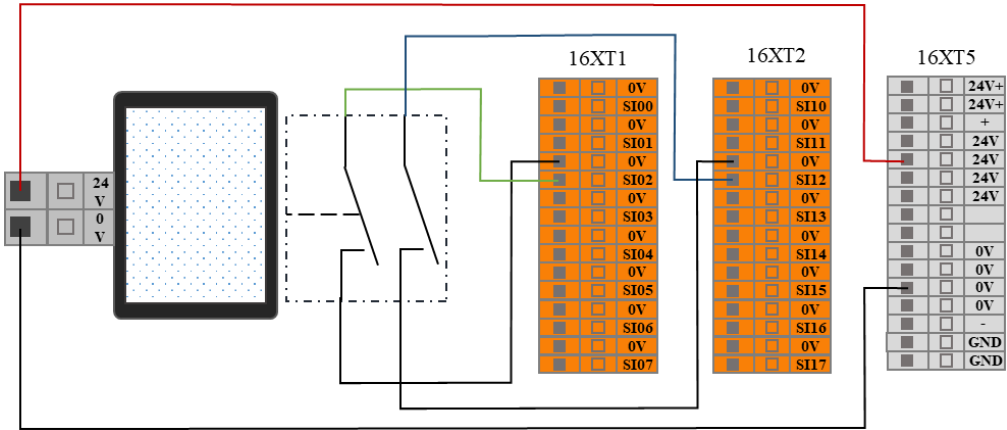 16XT1
16XT2
16XT5
24
V
0
V
0V
SI00
0V
SI01
0V
SI02
0V
SI03
0V
SI04
0V
SI05
0V
SI06
0V
SI07
0V
SI10
0V
SI11
0V
SI12
0V
SI13
0V
SI14
0V
SI15
0V
SI16
0V
SI17
24V+
24V+
+
24V
24V
24V
24V
0V
0V
0V
0V
-
GND
GND